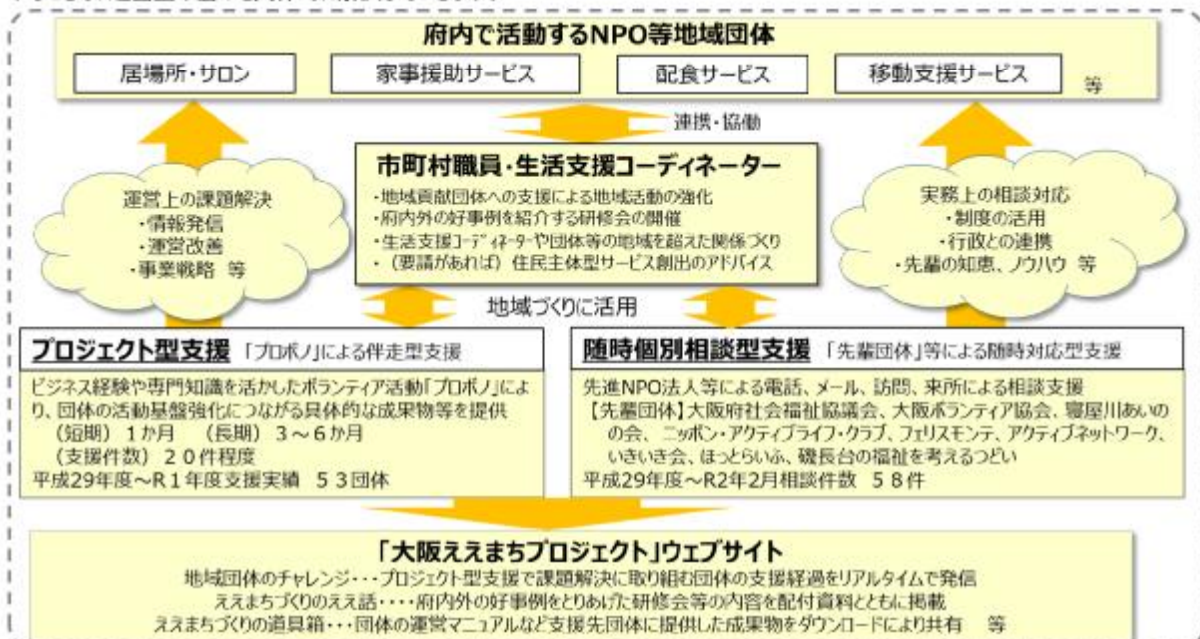 府内で活動するNPO等地域団体
居場所・サロン
家事援助サービス
配食サービス
移動支援サービス
等
連携・協働
運営上の課題解決
・情報発信
・運営改善
・事業戦略 等
市町村職員・生活支援コーディネーター
・地域貢献団体への支援による地域活動の強化
・府内外の好事例を紹介する研修会の開催
・生活支援コーディネーターや団体等の地域を超えた関係づくり
・（要請があれば）住民主体型サービス創出のアドバイス
実務上の相談対応
・制度の活用
・行政との連携
・先輩の知恵、ノウハウ 等
地域づくりに活用
プロジェクト型支援 「プロボノ」による伴走型支援
ビジネス経験や専門知識を活かしたボランティア活動「プロボノ」によ
り、団体の活動基盤強化につながる具体的な成果物等を提供
（短期）１か月 （長期）３～６か月
（支援件数）２０件程度
平成29年度～R１年度支援実績 ５３団体
随時個別相談型支援 「先輩団体」等による随時対応型支援
先進NPO法人等による電話、メール、訪問、来所による相談支援
【先輩団体】大阪府社会福祉協議会、大阪ボランティア協会、寝屋川あいの
の会、ニッポン・アクティブライフ・クラブ、フェリスモンテ、アクティブネットワーク、
いきいき会、ほっとらいふ、磯長台の福祉を考えるつどい
平成29年度～R2年2月相談件数 ５８件
「大阪ええまちプロジェクト」ウェブサイト
地域団体のチャレンジ・・・プロジェクト型支援で課題解決に取り組む団体の支援経過をリアルタイムで発信
ええまちづくりのええ話・・・・府内外の好事例をとりあげた研修会等の内容を配付資料とともに掲載
ええまちづくりの道具箱・・・団体の運営マニュアルなど支援先団体に提供した成果物をダウンロードにより共有 等